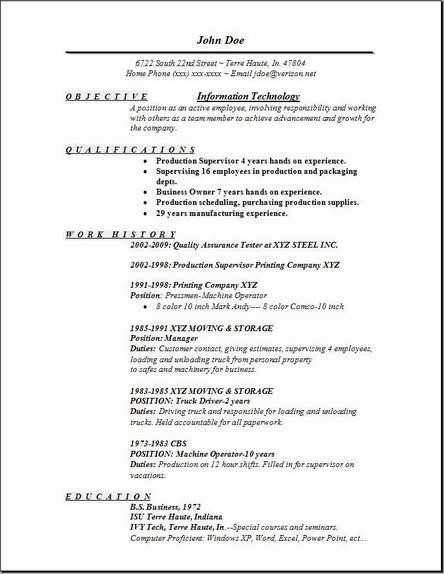 John Doe
6722 South 22nd Street ~ Terre Haute, In. 47804
Home Phone (xxx) xxx-xxxx ~ Email jdoe@verizon.net
OBJECTIVE Information Technology
A position as an active employee, involving responsibility and working
with others as a team member to achieve advancement and growth for
the company.
QUALIFICATIONS
• Production Supervisor 4 years hands on experience.
• Supervising 16 employees in production and packaging
depts.
• Business Owner 7 years hands on experience.
• Production scheduling, purchasing production supplies.
• 29 years manufacturing experience.
WORK HISTORY
2002-2009: Quality Assurance Tester at XYZ STEEL INC.
2002-1998: Production Supervisor Printing Company XYZ
1991-1998: Printing Company XYZ
Position: Pressmen-Machine Operator
• 8 color 10 inch Mark Andy---- 8 color Comco-10 inch
1985-1991 XYZ MOVING & STORAGE
Position: Manager
Duties: Customer contact, giving estimates, supervising 4 employees,
loading and unloading truck from personal property
to safes and machinery for business.
1983-1985 XYZ MOVING & STORAGE
POSITION: Truck Driver-2 years
Duties: Driving truck and responsible for loading and unloading
trucks. Held accountable for all paperwork.
1973-1983 CBS
POSITION: Machine Operator-10 years
Duties: Production on 12 hour shifts. Filled in for supervisor on
vacations.
EDUCATION
B.S. Business, 1972
ISU Terre Haute, Indiana
IVY Tech, Terre Haute, In.--Special courses and seminars.
Computer Proficient: Windows XP, Word, Excel, Power Point, ect...